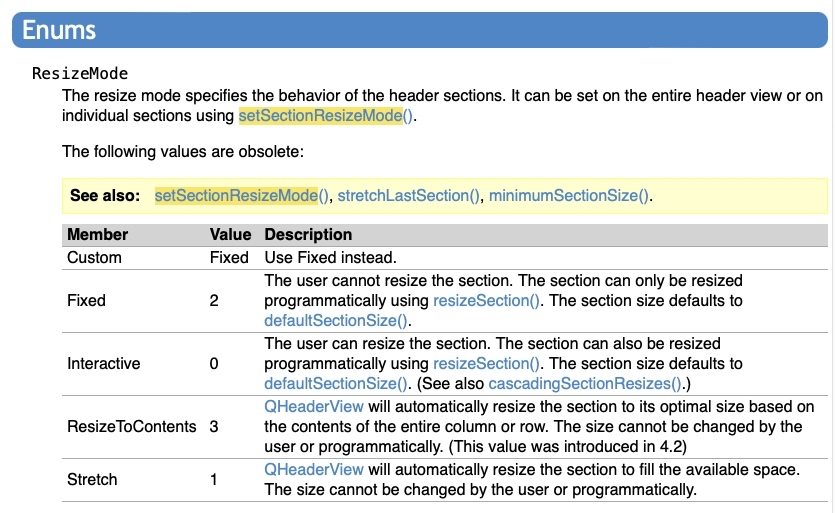 Enums
ResizeMode
The resize mode specifies the behavior of the header sections. It can be set on the entire header view or on
individual sections using setSectionResizeMode().
The following values are obsolete:
See also: setSectionResizeMode(), stretchLastSection(), minimumSectionSize().
Member Value Description
Custom Fixed Use Fixed instead.
Fixed 2 The user cannot resize the section. The section can only be resized
programmatically using resizeSection(). The section size defaults to
defaultSectionSize().
Interactive 0 The user can resize the section. The section can also be resized
programmatically using resizeSection(). The section size defaults to
defaultSectionSize(). (See also cascadingSectionResizes().)
ResizeToContents 3 QHeaderView will automatically resize the section to its optimal size based on
the contents of the entire column or row. The size cannot be changed by the
user or programmatically. (This value was introduced in 4.2)
Stretch 1 QHeaderView will automatically resize the section to fill the available space.
The size cannot be changed by the user or programmatically.